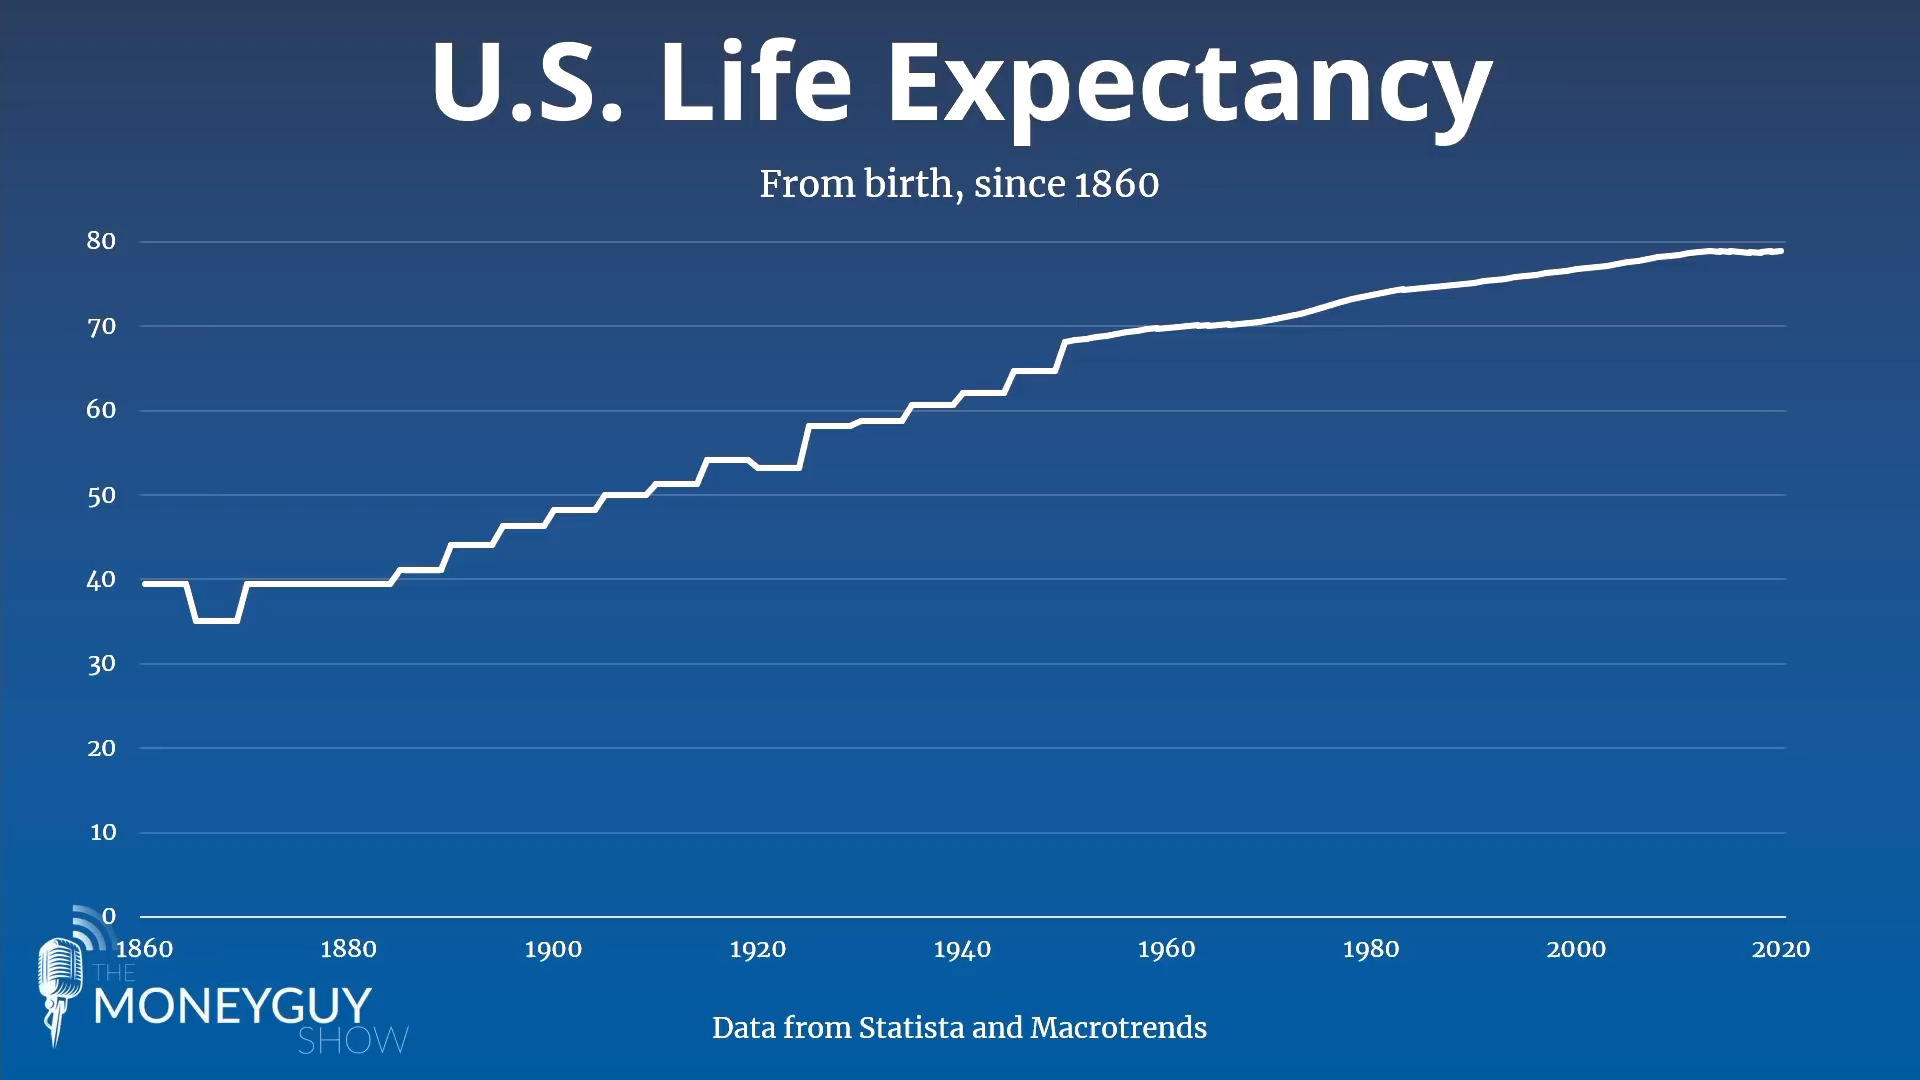 U.S. Life Expectancy
From birth, since 1860
80
70
60
50
40
30
20
10
0
1860 1880 1900 1920 1940 1960 1980 2000 2020
THE
MONEYGUY
SHOW
Data from Statista and Macrotrends